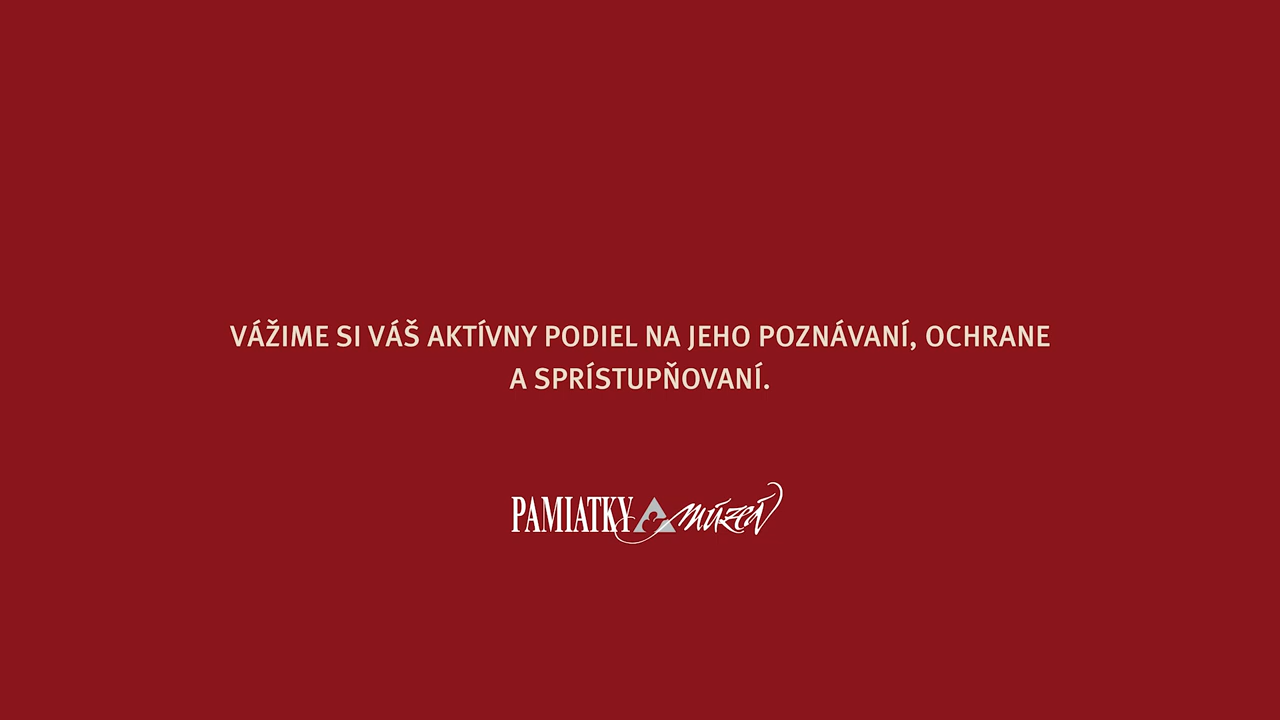 VÁŽIME SI VÁŠ AKTÍVNY PODIEL NA JEHO POZNÁVANÍ, OCHRANE
A SPRÍSTUPŇOVANÍ.
PAMIATKY & múzeá